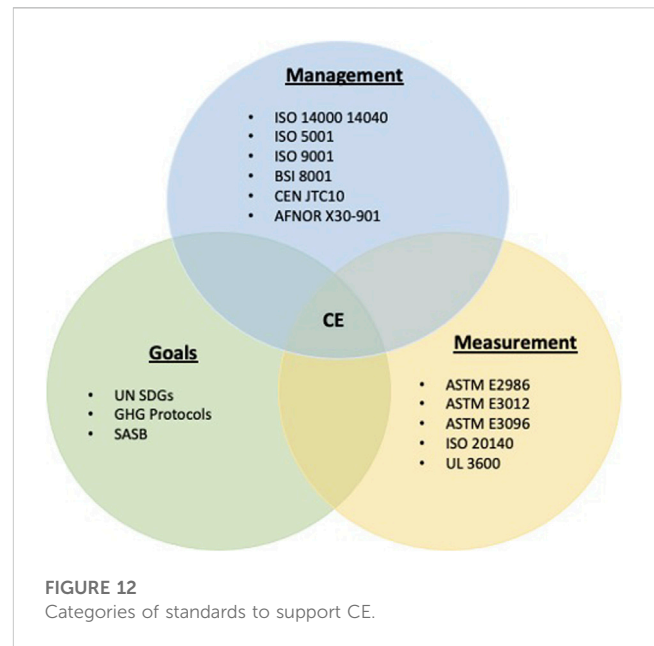 Management
• ISO 14000 14040
• ISO 5001
• ISO 9001
• BSI 8001
• CEN JTC10
• AFNOR X30-901
CE
Goals
• UN SDGs
• GHG Protocols
• SASB
Measurement
• ASTM E2986
• ASTM E3012
• ASTM E3096
• ISO 20140
• UL 3600
FIGURE 12
Categories of standards to support CE.